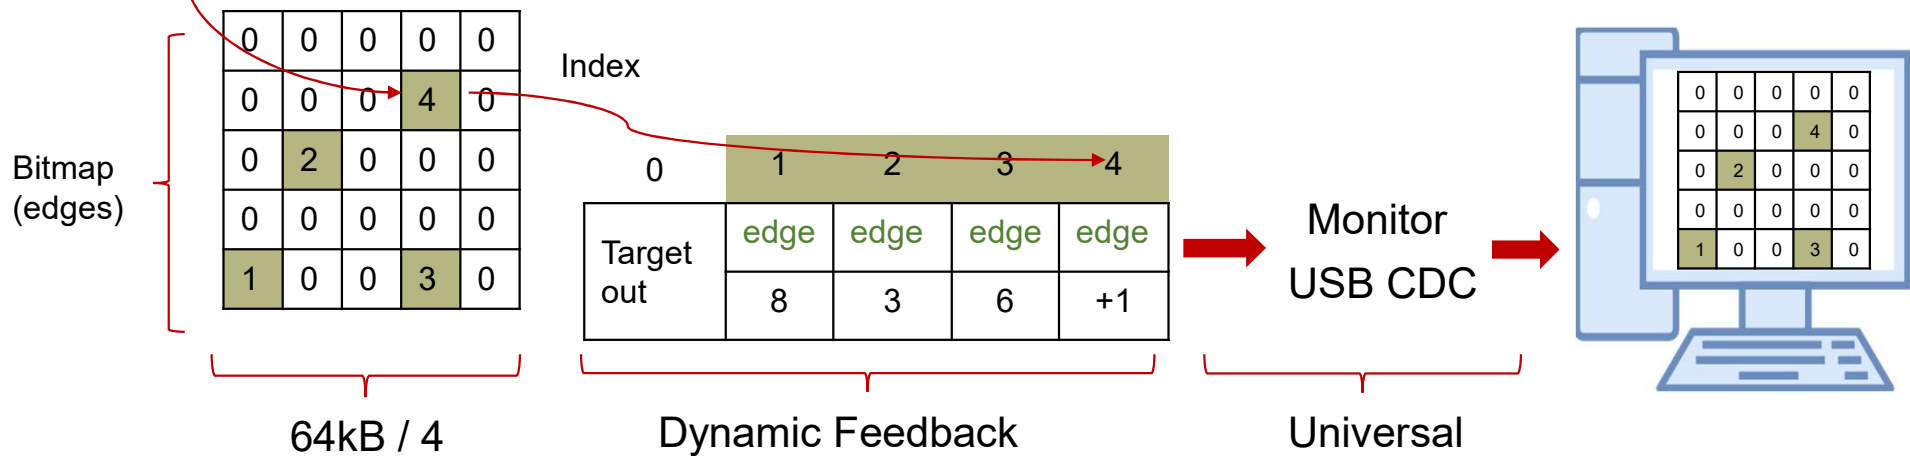 Bitmap
(edges)
0 0 0 0 0
0 0 0 4 0
0 2 0 0 0
0 0 0 0 0
1 0 0 3 0
64kB / 4
Index
0 1 2 3 4
Target
out
edge edge edge edge
8 3 6 +1
Dynamic Feedback
Monitor
USB CDC
Universal
0 0 0 0 0
0 0 0 4 0
0 2 0 0 0
0 0 0 0 0
1 0 0 3 0